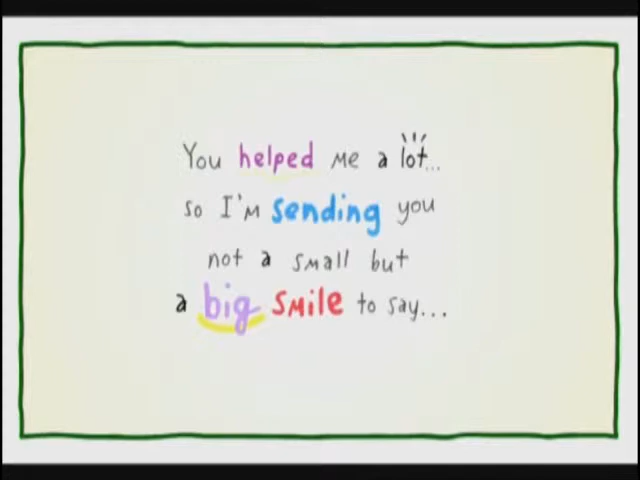 You helped me a lot...
so I'm sending you
not a small but
a big smile to say...